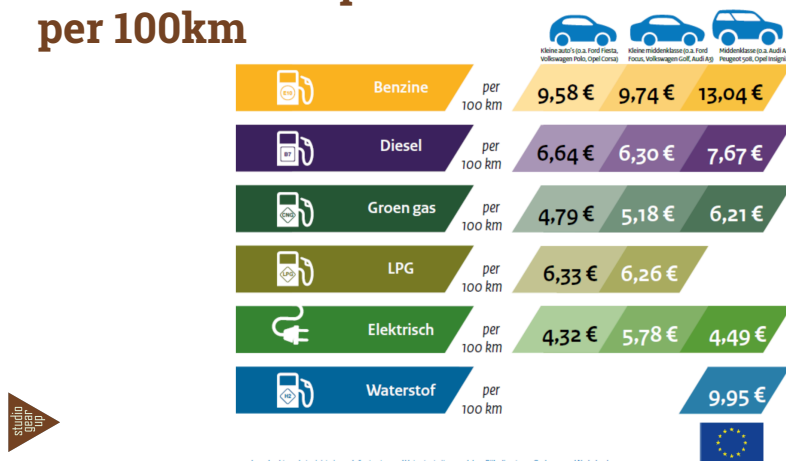 per 100km
Kleine auto's (o.a. Ford Fiesta,
Volkswagen Polo, Opel Corsa)
Kleine middenklasse (o.a. Ford
Focus, Volkswagen Golf, Audi A3)
Middenklasse (o.a. Audi A
Peugeot 508, Opel Insignia
E10
Benzine
per
100 km
9,58 € 9,74 € 13,04 €
B7
Diesel
per
100 km
6,64 € 6,30 € 7,67 €
CNG
Groen gas
per
100 km
4,79 € 5,18 € 6,21 €
LPG
LPG
per
100 km
6,33 € 6,26 €
Elektrisch
per
100 km
4,32 € 5,78 € 4,49 €
H2
Waterstof
per
100 km
9,95 €
studio
gear
up